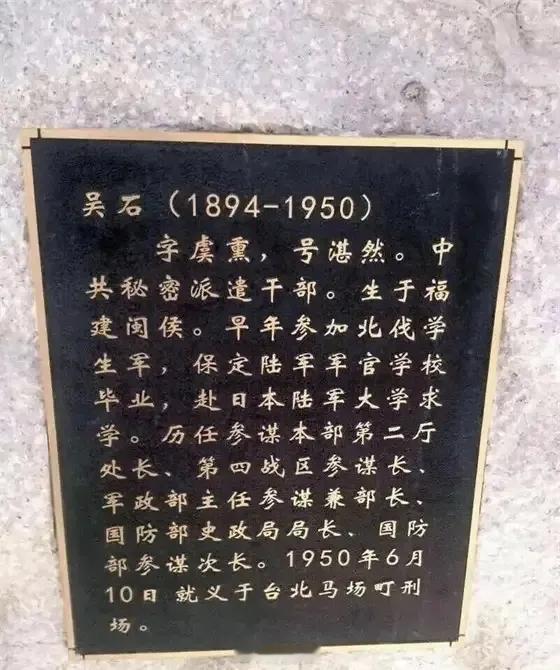 吴石（1894-1950）
字虞熏，号湛然。中
共秘密派遣干部。生于福
建闽侯。早年参加北伐学
生军，保定陆军军官学校
毕业，赴日本陆军大学求
学。历任参谋本部第二厅
处长、第四战区参谋长、
军政部主任参谋兼部长、
国防部史政局局长、国防
部参谋次长。1950年6月
10日 就义于台北马场町刑
场。